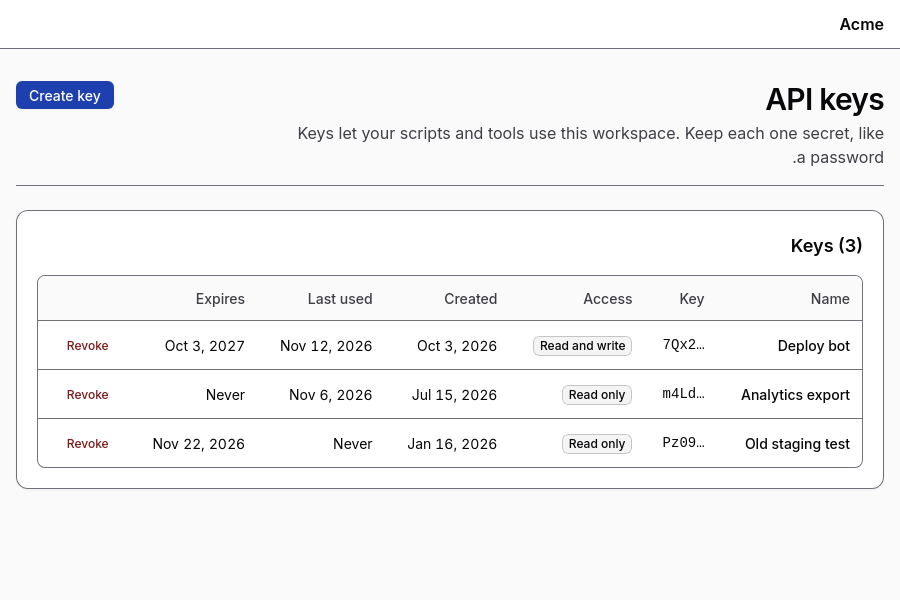 Acme
API keys
Create key
Keys let your scripts and tools use this workspace. Keep each one secret, like
.a password
Keys (3)
Name Key Access Created Last used Expires
Deploy bot 7Qx2… Read and write Oct 3, 2026 Nov 12, 2026 Oct 3, 2027 Revoke
Analytics export m4Ld… Read only Jul 15, 2026 Nov 6, 2026 Never Revoke
Old staging test Pz09… Read only Jan 16, 2026 Never Nov 22, 2026 Revoke